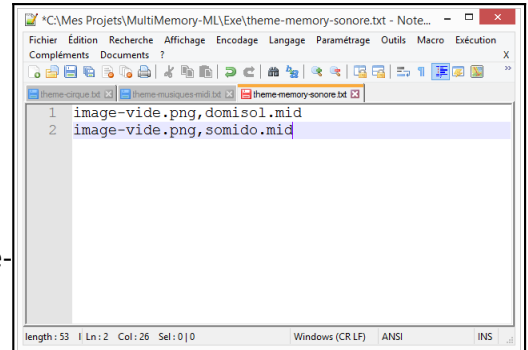 *C:\Mes Projets\MultiMemory-ML\Exe\theme-memory-sonore.txt - Note...
Fichier Édition Recherche Affichage Encodage Langage Paramétrage Outils Macro Exécution
Compléments Documents ? X
theme-cirque.txt theme-musiques-midi.txt theme-memory-sonore.txt
1 image-vide.png,domisol.mid
2 image-vide.png,somido.mid
length : 53 Ln : 2 Col : 26 Sel : 0 | 0 Windows (CR LF) ANSI INS